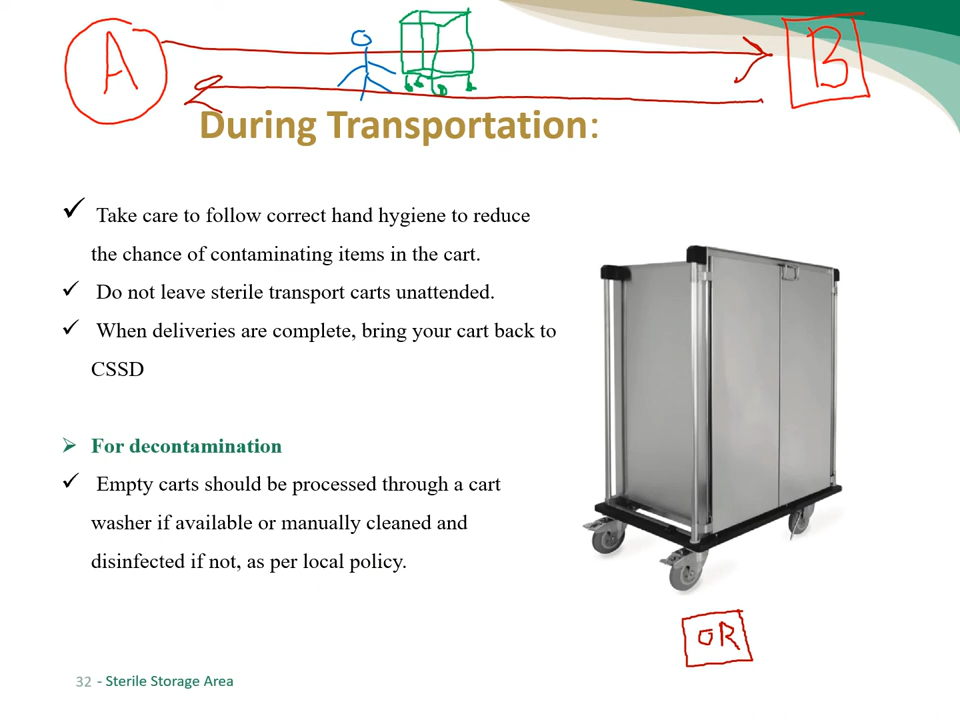 A
B
During Transportation:
✓ Take care to follow correct hand hygiene to reduce
the chance of contaminating items in the cart.
✓ Do not leave sterile transport carts unattended.
✓ When deliveries are complete, bring your cart back to
CSSD
➢ For decontamination
✓ Empty carts should be processed through a cart
washer if available or manually cleaned and
disinfected if not, as per local policy.
OR
32 - Sterile Storage Area